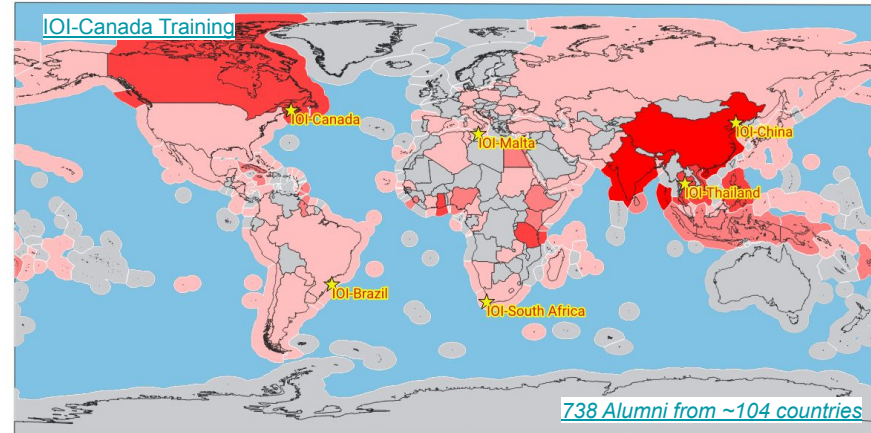 IOI-Canada Training
IOI-Canada
IOI-China
IOI-Malta
IOI-Thailand
IOI-Brazil
IOI-South Africa
738 Alumni from ~104 countries